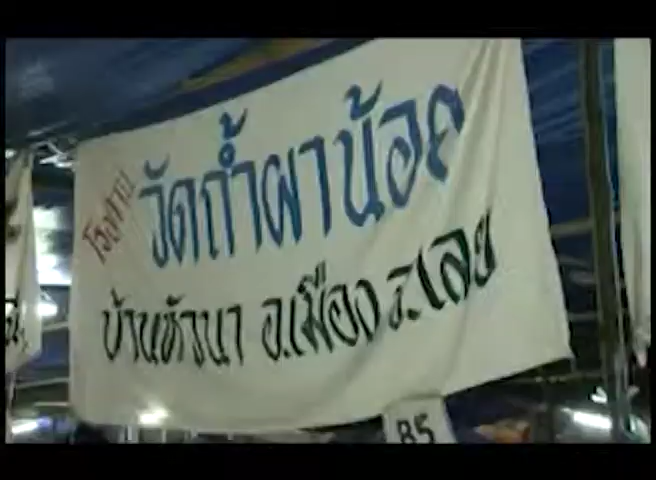 โรงทาน
วัดถ้ำผาน้อค
บ้านหัวนา อ.เมือง จ.เลย
85